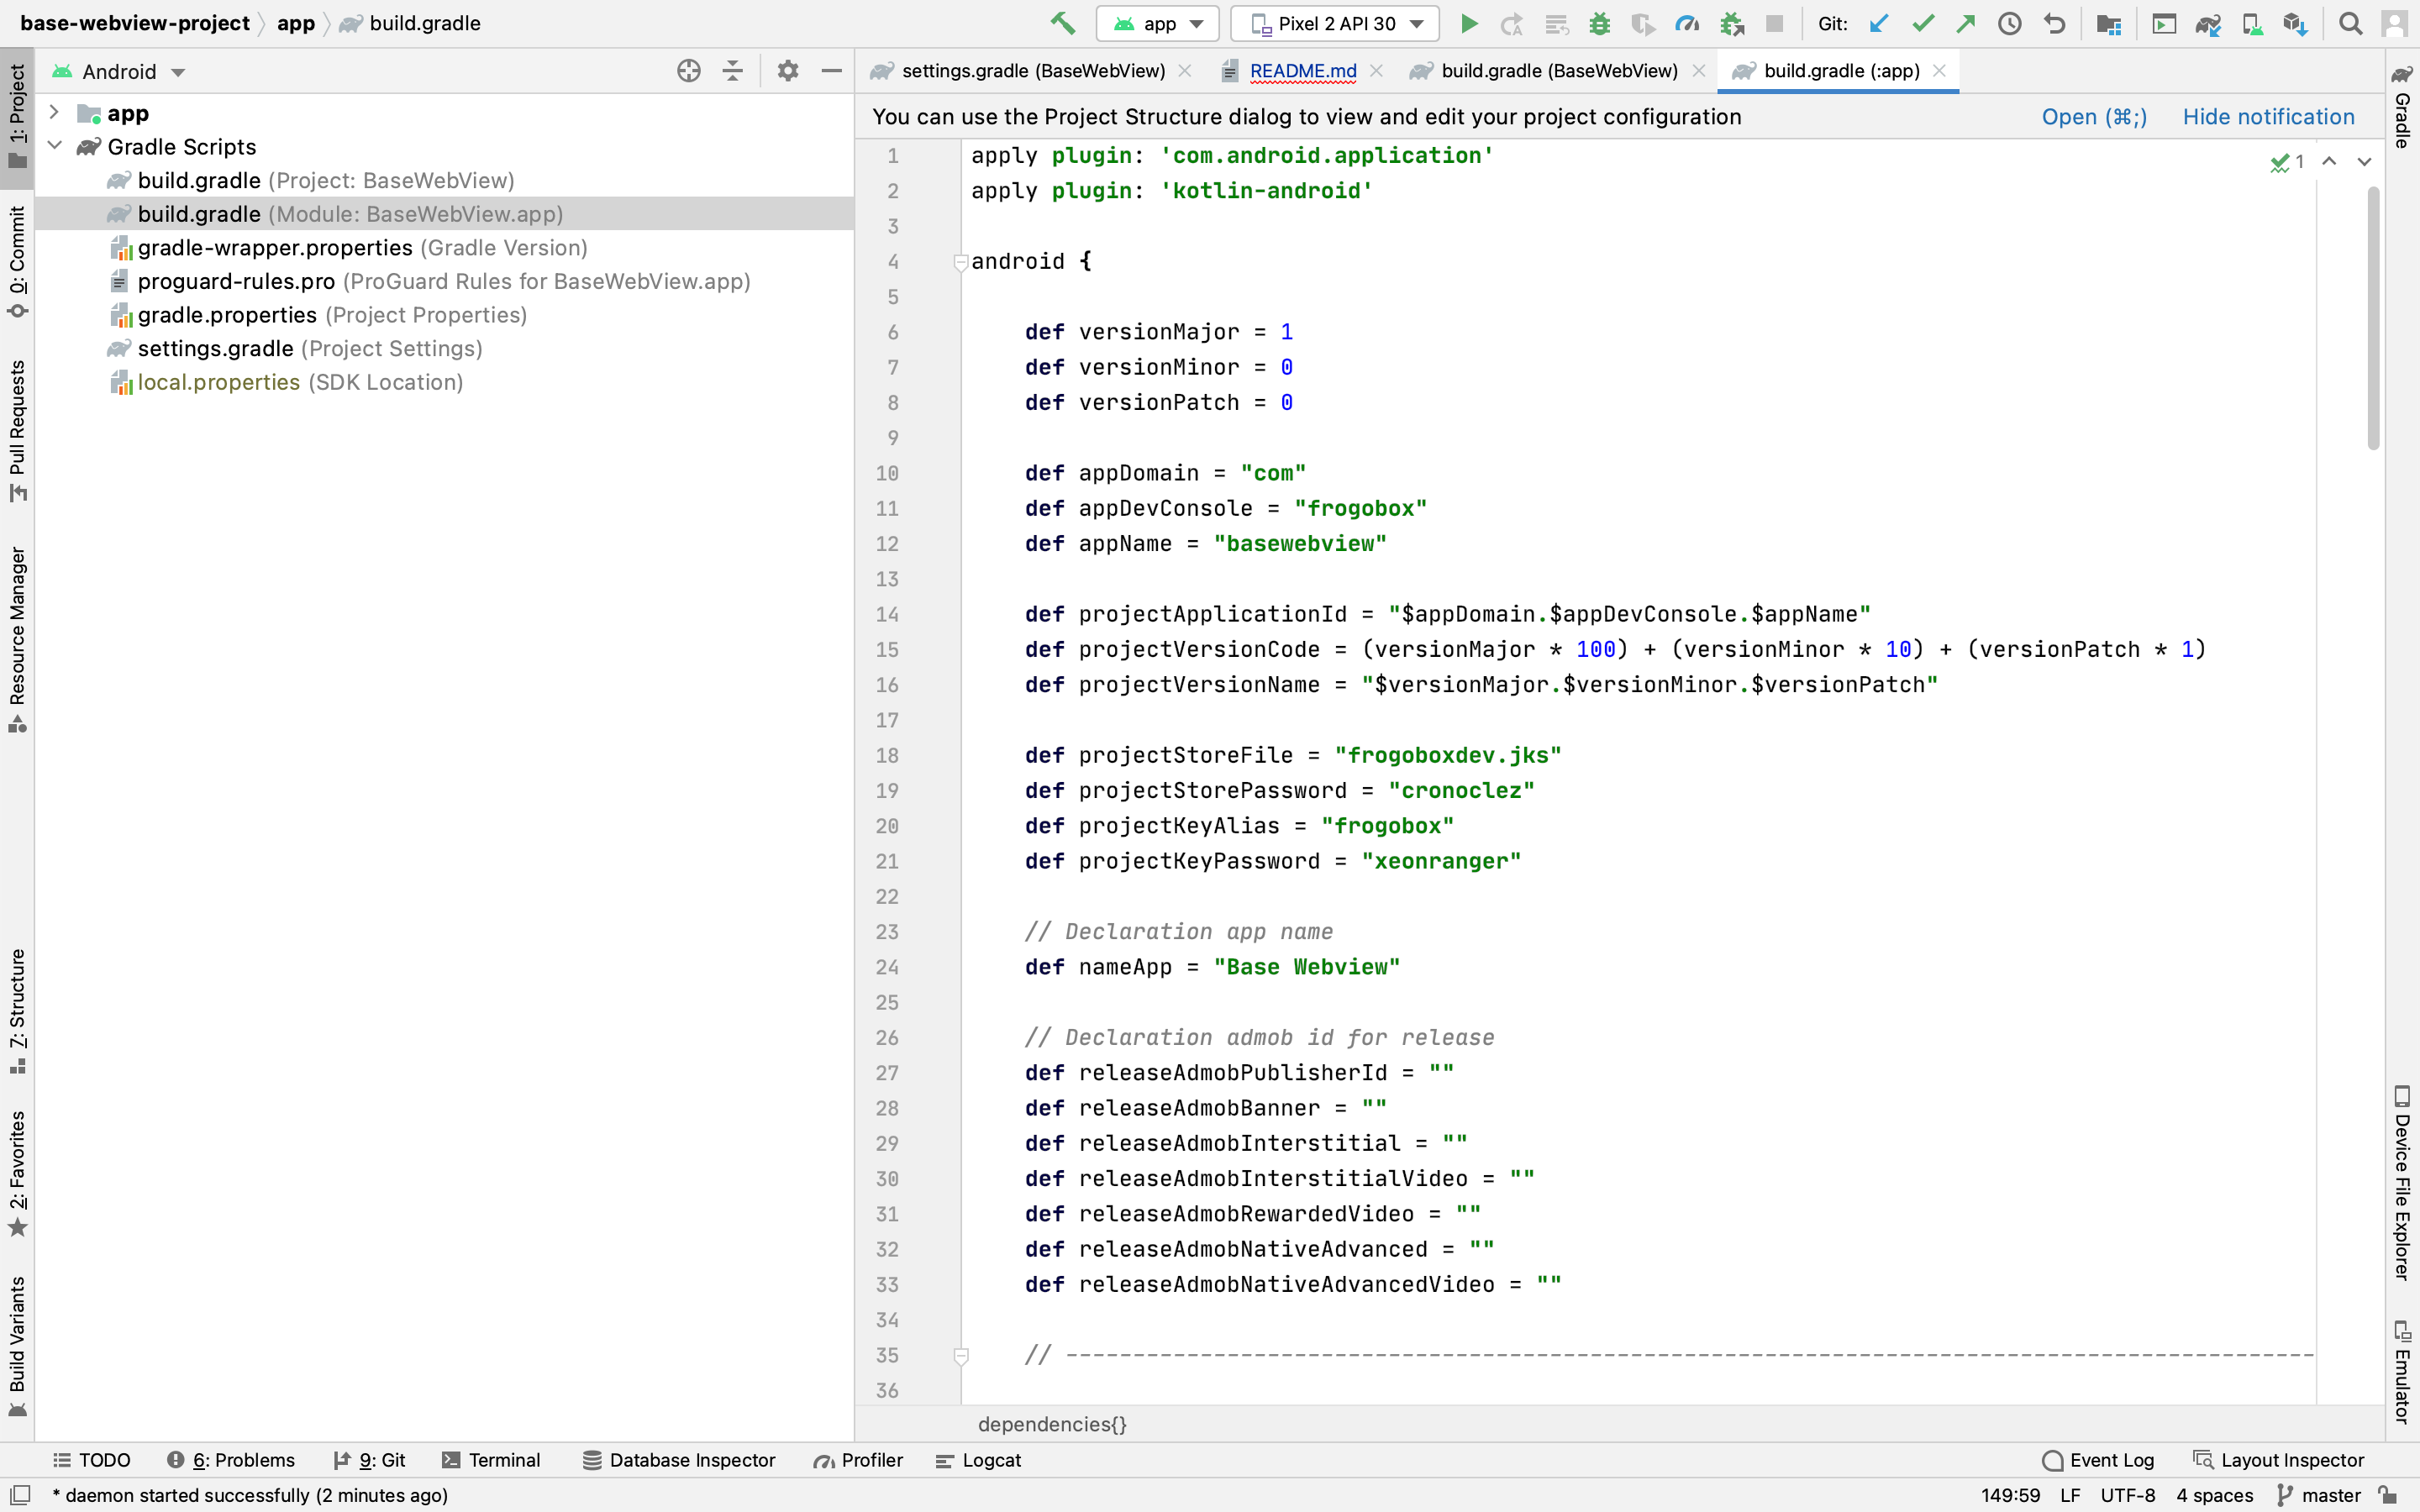 base-webview-project app build.gradle
app Pixel 2 API 30 Git:
1: Project
0: Commit
Pull Requests
Resource Manager
7: Structure
2: Favorites
Build Variants
Android
app
Gradle Scripts
build.gradle (Project: BaseWebView)
build.gradle (Module: BaseWebView.app)
gradle-wrapper.properties (Gradle Version)
proguard-rules.pro (ProGuard Rules for BaseWebView.app)
gradle.properties (Project Properties)
settings.gradle (Project Settings)
local.properties (SDK Location)
settings.gradle (BaseWebView) README.md build.gradle (BaseWebView) build.gradle (:app)
You can use the Project Structure dialog to view and edit your project configuration Open (⌘;) Hide notification
1 apply plugin: 'com.android.application'
1
2 apply plugin: 'kotlin-android'
3
4 android {
5
6 def versionMajor = 1
7 def versionMinor = 0
8 def versionPatch = 0
9
10 def appDomain = "com"
11 def appDevConsole = "frogobox"
12 def appName = "basewebview"
13
14 def projectApplicationId = "$appDomain.$appDevConsole.$appName"
15 def projectVersionCode = (versionMajor * 100) + (versionMinor * 10) + (versionPatch * 1)
16 def projectVersionName = "$versionMajor.$versionMinor.$versionPatch"
17
18 def projectStoreFile = "frogoboxdev.jks"
19 def projectStorePassword = "cronoclez"
20 def projectKeyAlias = "frogobox"
21 def projectKeyPassword = "xeonranger"
22
23 // Declaration app name
24 def nameApp = "Base Webview"
25
26 // Declaration admob id for release
27 def releaseAdmobPublisherId = ""
28 def releaseAdmobBanner = ""
29 def releaseAdmobInterstitial = ""
30 def releaseAdmobInterstitialVideo = ""
31 def releaseAdmobRewardedVideo = ""
32 def releaseAdmobNativeAdvanced = ""
33 def releaseAdmobNativeAdvancedVideo = ""
34
35 // ---------------------------------------------------------------------------------------------
36
dependencies{}
Gradle
Device File Explorer
Emulator
TODO 6: Problems 9: Git Terminal Database Inspector Profiler Logcat Event Log Layout Inspector
* daemon started successfully (2 minutes ago) 149:59 LF UTF-8 4 spaces master